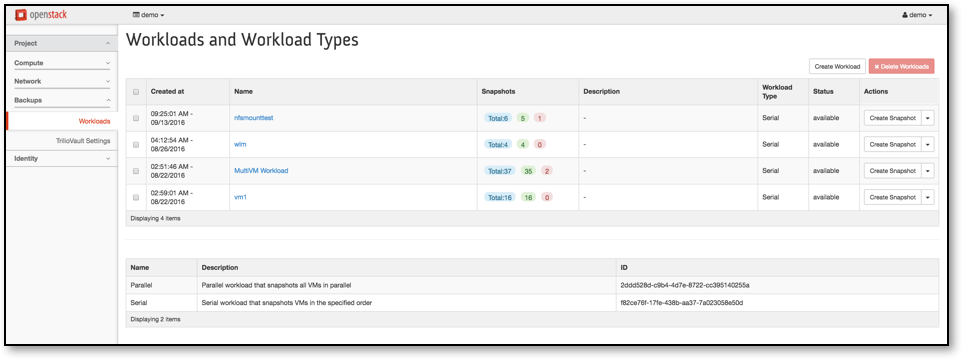 openstack
demo
demo
Project
Compute
Network
Backups
Workloads
TrilioVault Settings
Identity
Workloads and Workload Types
Create Workload
Delete Workloads
Created at Name Snapshots Description Workload Type Status Actions
09:25:01 AM - 09/13/2016 nfsmounttest Total:6 5 1 - Serial available Create Snapshot
04:12:54 AM - 08/26/2016 wlm Total:4 4 0 - Serial available Create Snapshot
02:51:46 AM - 08/22/2016 MultiVM Workload Total:37 35 2 - Serial available Create Snapshot
02:59:01 AM - 08/22/2016 vm1 Total:16 16 0 - Serial available Create Snapshot
Displaying 4 items
Name Description ID
Parallel Parallel workload that snapshots all VMs in parallel 2ddd528d-c9b4-4d7e-8722-cc395140255a
Serial Serial workload that snapshots VMs in the specified order f82ce76f-17fe-438b-aa37-7a023058e50d
Displaying 2 items